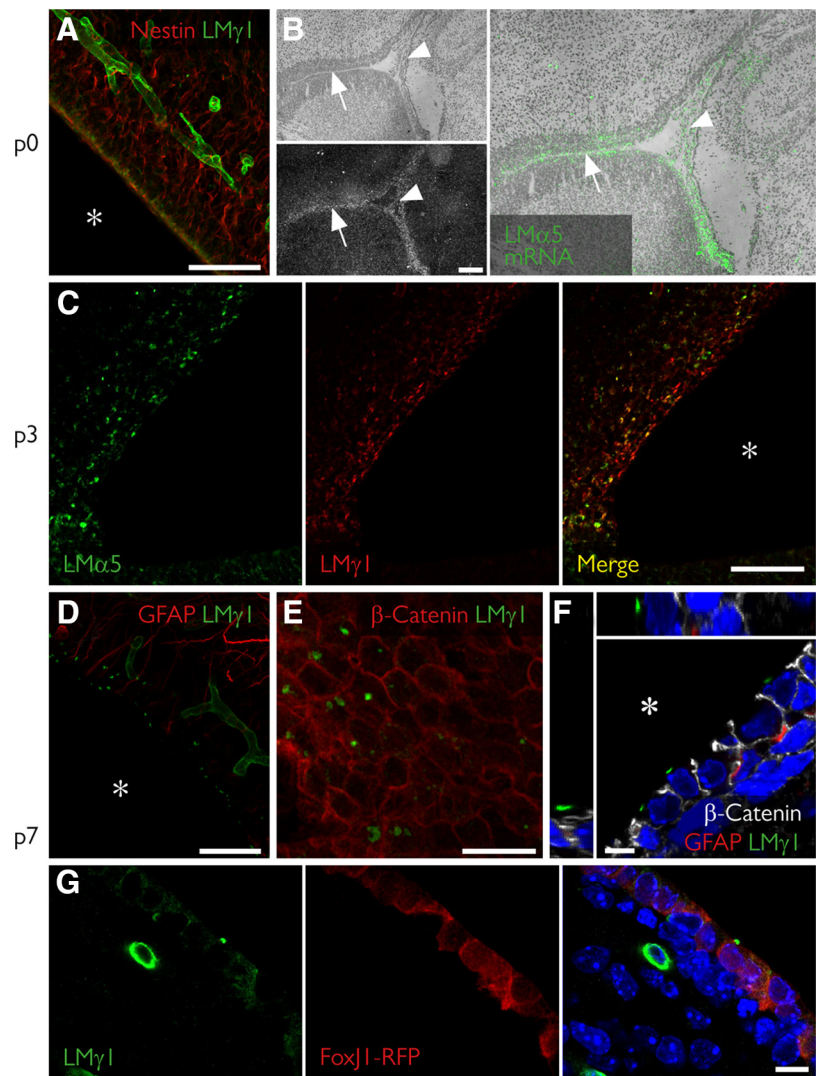 A
Nestin LMγ1
B
p0
*
LMα5
mRNA
C
p3
*
LMα5
LMγ1
Merge
D
GFAP LMγ1
E
β-Catenin LMγ1
F
*
*
p7
β-Catenin
GFAP LMγ1
G
LMγ1
FoxJ1-RFP